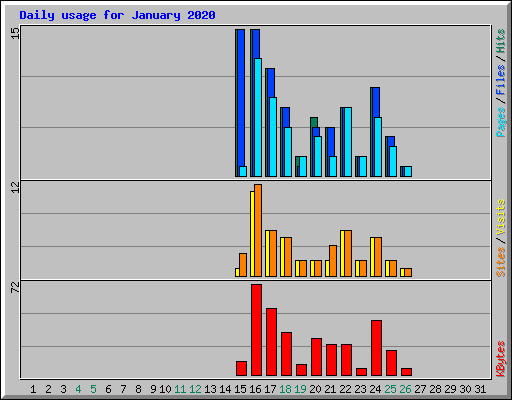 Daily usage for January 2020
15
Pages / Files / Hits
12
Sites / Visits
72
KBytes
1 2 3 4 5 6 7 8 9 10 11 12 13 14 15 16 17 18 19 20 21 22 23 24 25 26 27 28 29 30 31